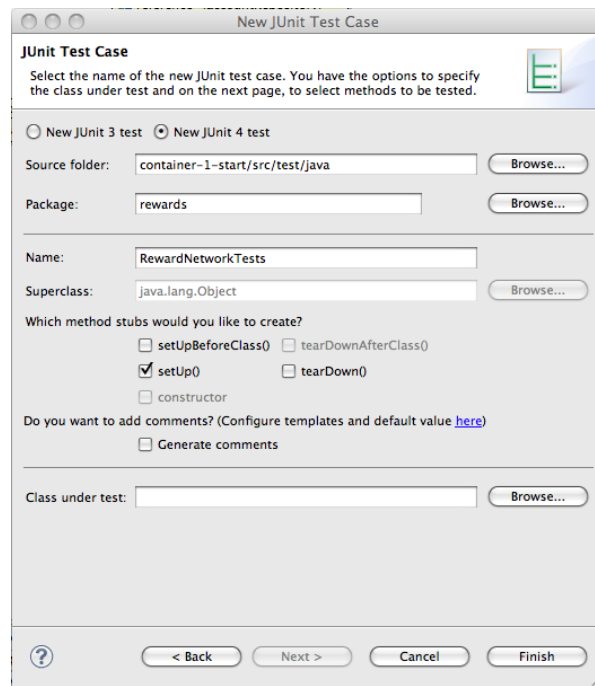 New JUnit Test Case
JUnit Test Case
Select the name of the new JUnit test case. You have the options to specify
the class under test and on the next page, to select methods to be tested.
New JUnit 3 test New JUnit 4 test
Source folder: container-1-start/src/test/java Browse...
Package: rewards Browse...
Name: RewardNetworkTests
Superclass: java.lang.Object Browse...
Which method stubs would you like to create?
setUpBeforeClass() tearDownAfterClass()
setUp() tearDown()
constructor
Do you want to add comments? (Configure templates and default value here)
Generate comments
Class under test: Browse...
? < Back Next > Cancel Finish